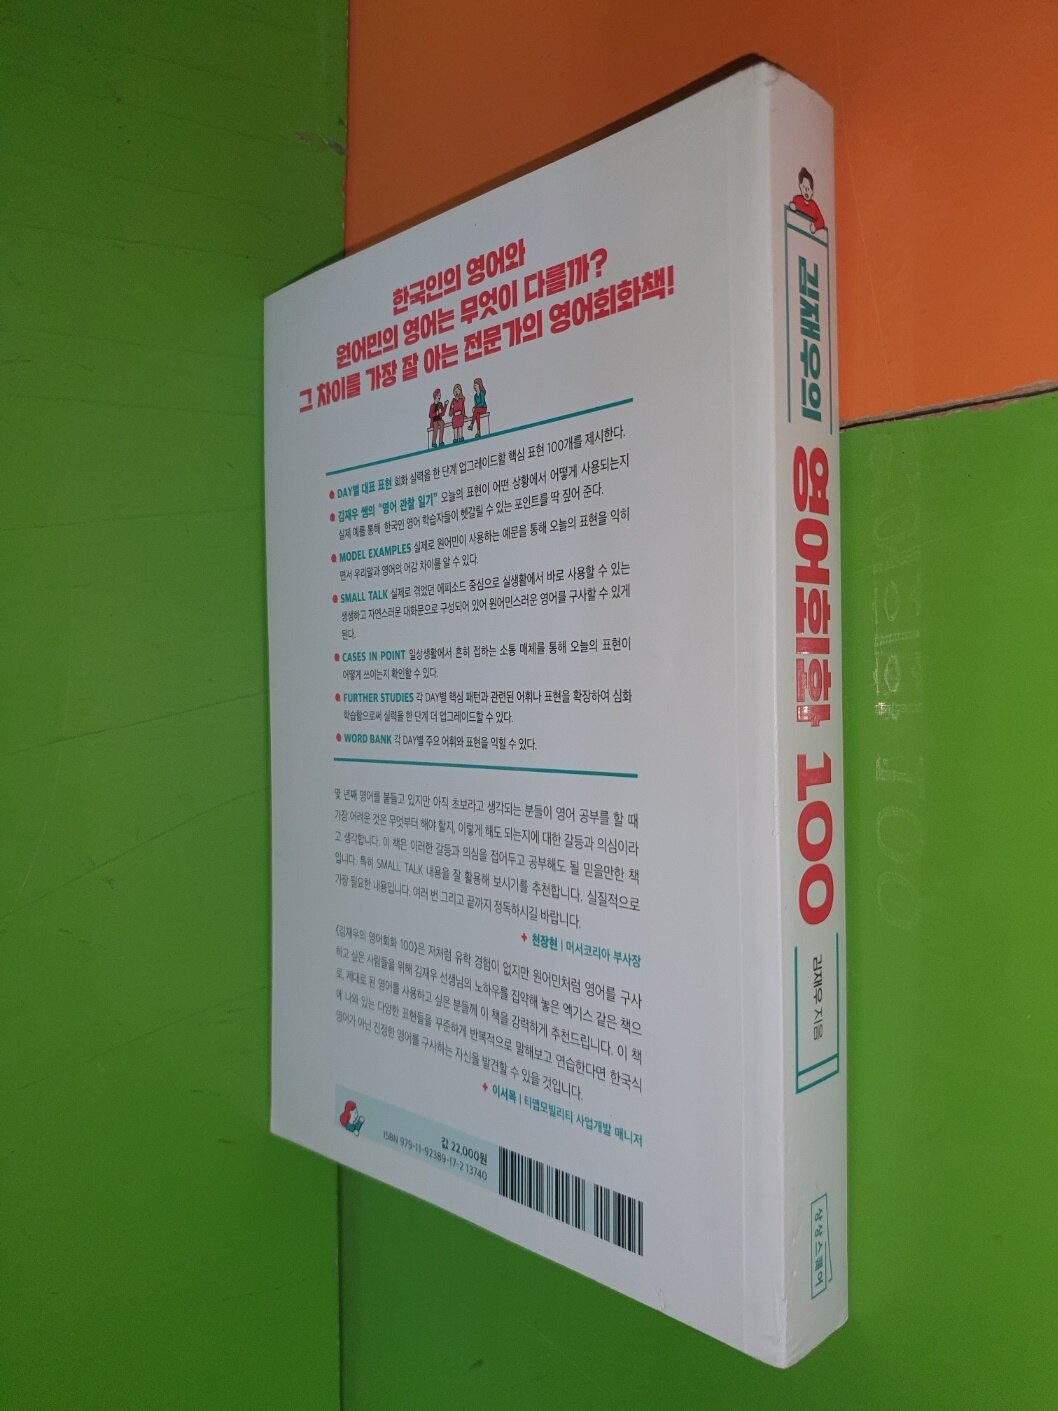 한국인의 영어와
원어민의 영어는 무엇이 다를까?
그 차이를 가장 잘 아는 전문가의 영어회화책!
DAY별 대표 표현 회화 실력을 한 단계 업그레이드할 핵심 표현 100개를 제시한다.
김재우 쌤의 "영어 관찰 일기" 오늘의 표현이 어떤 상황에서 어떻게 사용되는지
실제 예를 통해 한국인 영어 학습자들이 헷갈릴 수 있는 포인트를 딱 짚어 준다.
MODEL EXAMPLES 실제로 원어민이 사용하는 예문을 통해 오늘의 표현을 익히
면서 우리말과 영어의 어감 차이를 알 수 있다.
SMALL TALK 실제로 겪었던 에피소드 중심으로 실생활에서 바로 사용할 수 있는
생생하고 자연스러운 대화문으로 구성되어 있어 원어민스러운 영어를 구사할 수 있게
된다.
CASES IN POINT 일상생활에서 흔히 접하는 소통 매체를 통해 오늘의 표현이
어떻게 쓰이는지 확인할 수 있다.
FURTHER STUDIES 각 DAY별 핵심 패턴과 관련된 어휘나 표현을 확장하여 심화
학습함으로써 실력을 한 단계 더 업그레이드할 수 있다.
WORD BANK 각 DAY별 주요 어휘와 표현을 익힐 수 있다.
몇 년째 영어를 붙들고 있지만 아직 초보라고 생각되는 분들이 영어 공부를 할 때
가장 어려운 것은 무엇부터 해야 할지, 이렇게 해도 되는지에 대한 갈등과 의심이라
고 생각합니다. 이 책은 이러한 갈등과 의심을 접어두고 공부해도 될 믿을만한 책
입니다. 특히 SMALL TALK 내용을 잘 활용해 보시기를 추천합니다. 실질적으로
가장 필요한 내용입니다. 여러 번 그리고 끝까지 정독하시길 바랍니다.
+ 천장현 | 머서코리아 부사장
《김재우의 영어회화 100》은 저처럼 유학 경험이 없지만 원어민처럼 영어를 구사
하고 싶은 사람들을 위해 김재우 선생님의 노하우를 집약해 놓은 엑기스 같은 책으
로, 제대로 된 영어를 사용하고 싶은 분들께 이 책을 강력하게 추천드립니다. 이 책
에 나와 있는 다양한 표현들을 꾸준하게 반복적으로 말해보고 연습한다면 한국식
영어가 아닌 진정한 영어를 구사하는 자신을 발견할 수 있을 것입니다.
+ 이서목 | 티맵모빌리티 사업개발 매니저
값 22,000원
ISBN 979-11-92389-17-2 13740
김재우의
영어회화 100
김재우 지음
상상스퀘어